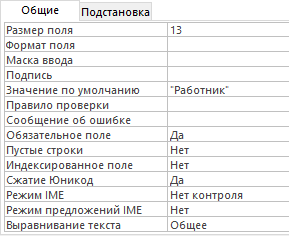 Общие Подстановка
Размер поля 13
Формат поля
Маска ввода
Подпись
Значение по умолчанию "Работник"
Правило проверки
Сообщение об ошибке
Обязательное поле Да
Пустые строки Нет
Индексированное поле Нет
Сжатие Юникод Да
Режим IME Нет контроля
Режим предложений IME Нет
Выравнивание текста Общее